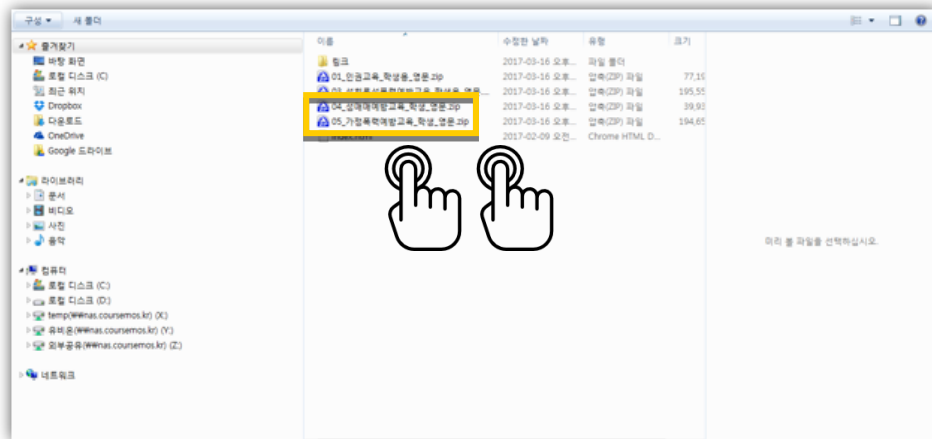 구성 새 폴더
이름 수정한 날짜 유형 크기
즐겨찾기
바탕 화면
로컬 디스크 (C)
최근 위치
Dropbox
다운로드
OneDrive
Google 드라이브
라이브러리
문서
비디오
사진
음악
컴퓨터
로컬 디스크 (C:)
로컬 디스크 (D:)
temp(₩₩nas.coursemos.kr) (X:)
유비온(₩₩nas.coursemos.kr) (Y:)
외부공유(₩₩nas.coursemos.kr) (Z:)
네트워크
링크 2017-03-16 오후... 파일 폴더
01_인권교육_학생용_영문.zip 2017-03-16 오후... 압축(ZIP) 파일 77,19
2017-03-16 오후... 압축(ZIP) 파일 195,55
04_성매매예방교육_학생_영문.zip 2017-03-16 오후... 압축(ZIP) 파일 39,93
05_가정폭력예방교육_학생_영문.zip 2017-03-16 오후... 압축(ZIP) 파일 194,65
2017-02-09 오전... Chrome HTML D...
미리 볼 파일을 선택하십시오.